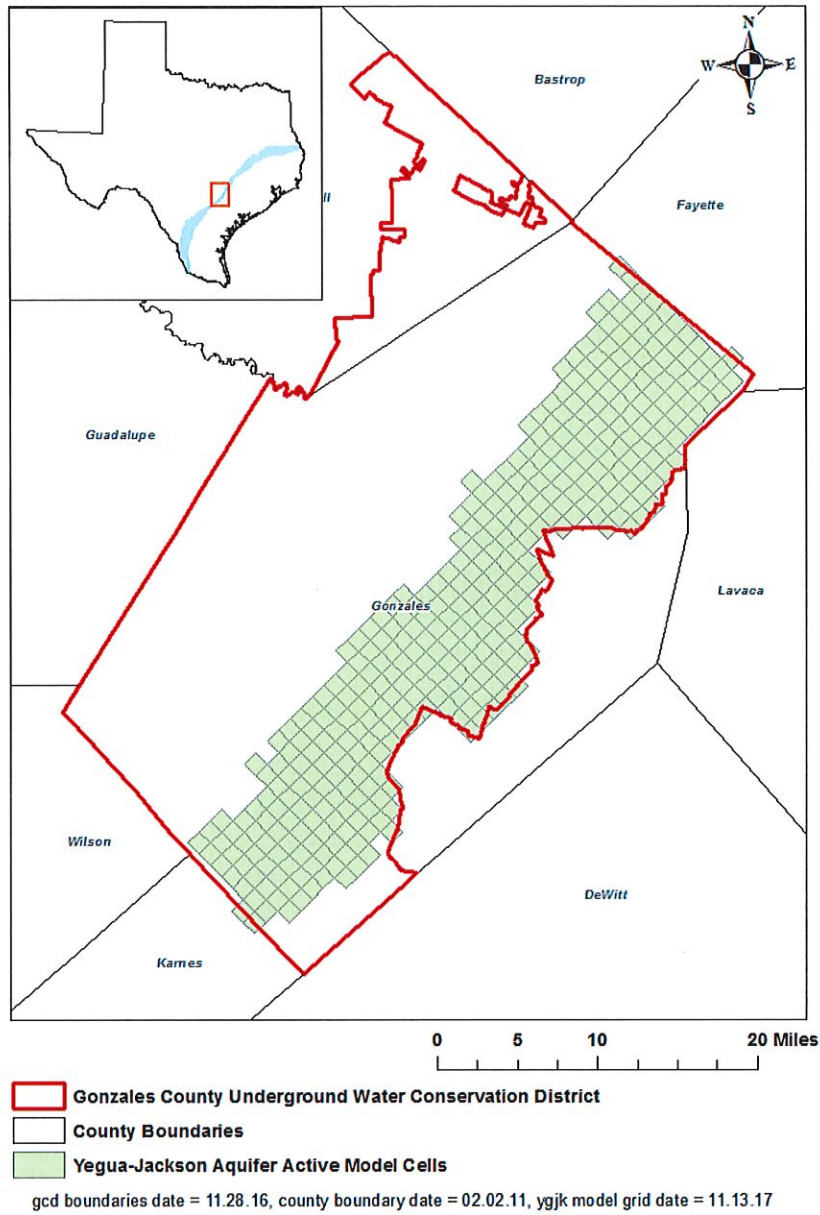 N
Bastrop
W E
S
ll
Fayette
Guadalupe
Lavaca
Gonzales
Wilson
DeWitt
Karnes
0 5 10 20 Miles
Gonzales County Underground Water Conservation District
County Boundaries
Yegua-Jackson Aquifer Active Model Cells
gcd boundaries date = 11.28.16, county boundary date = 02.02.11, ygjk model grid date = 11.13.17